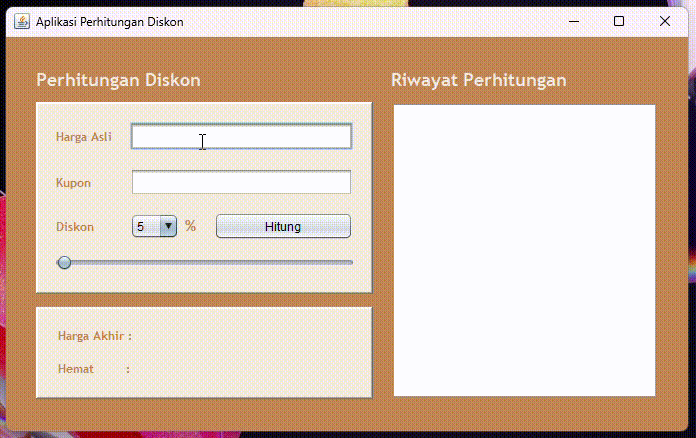 Aplikasi Perhitungan Diskon
Perhitungan Diskon
Harga Asli
Kupon
Diskon 5 % Hitung
Harga Akhir :
Hemat :
Riwayat Perhitungan